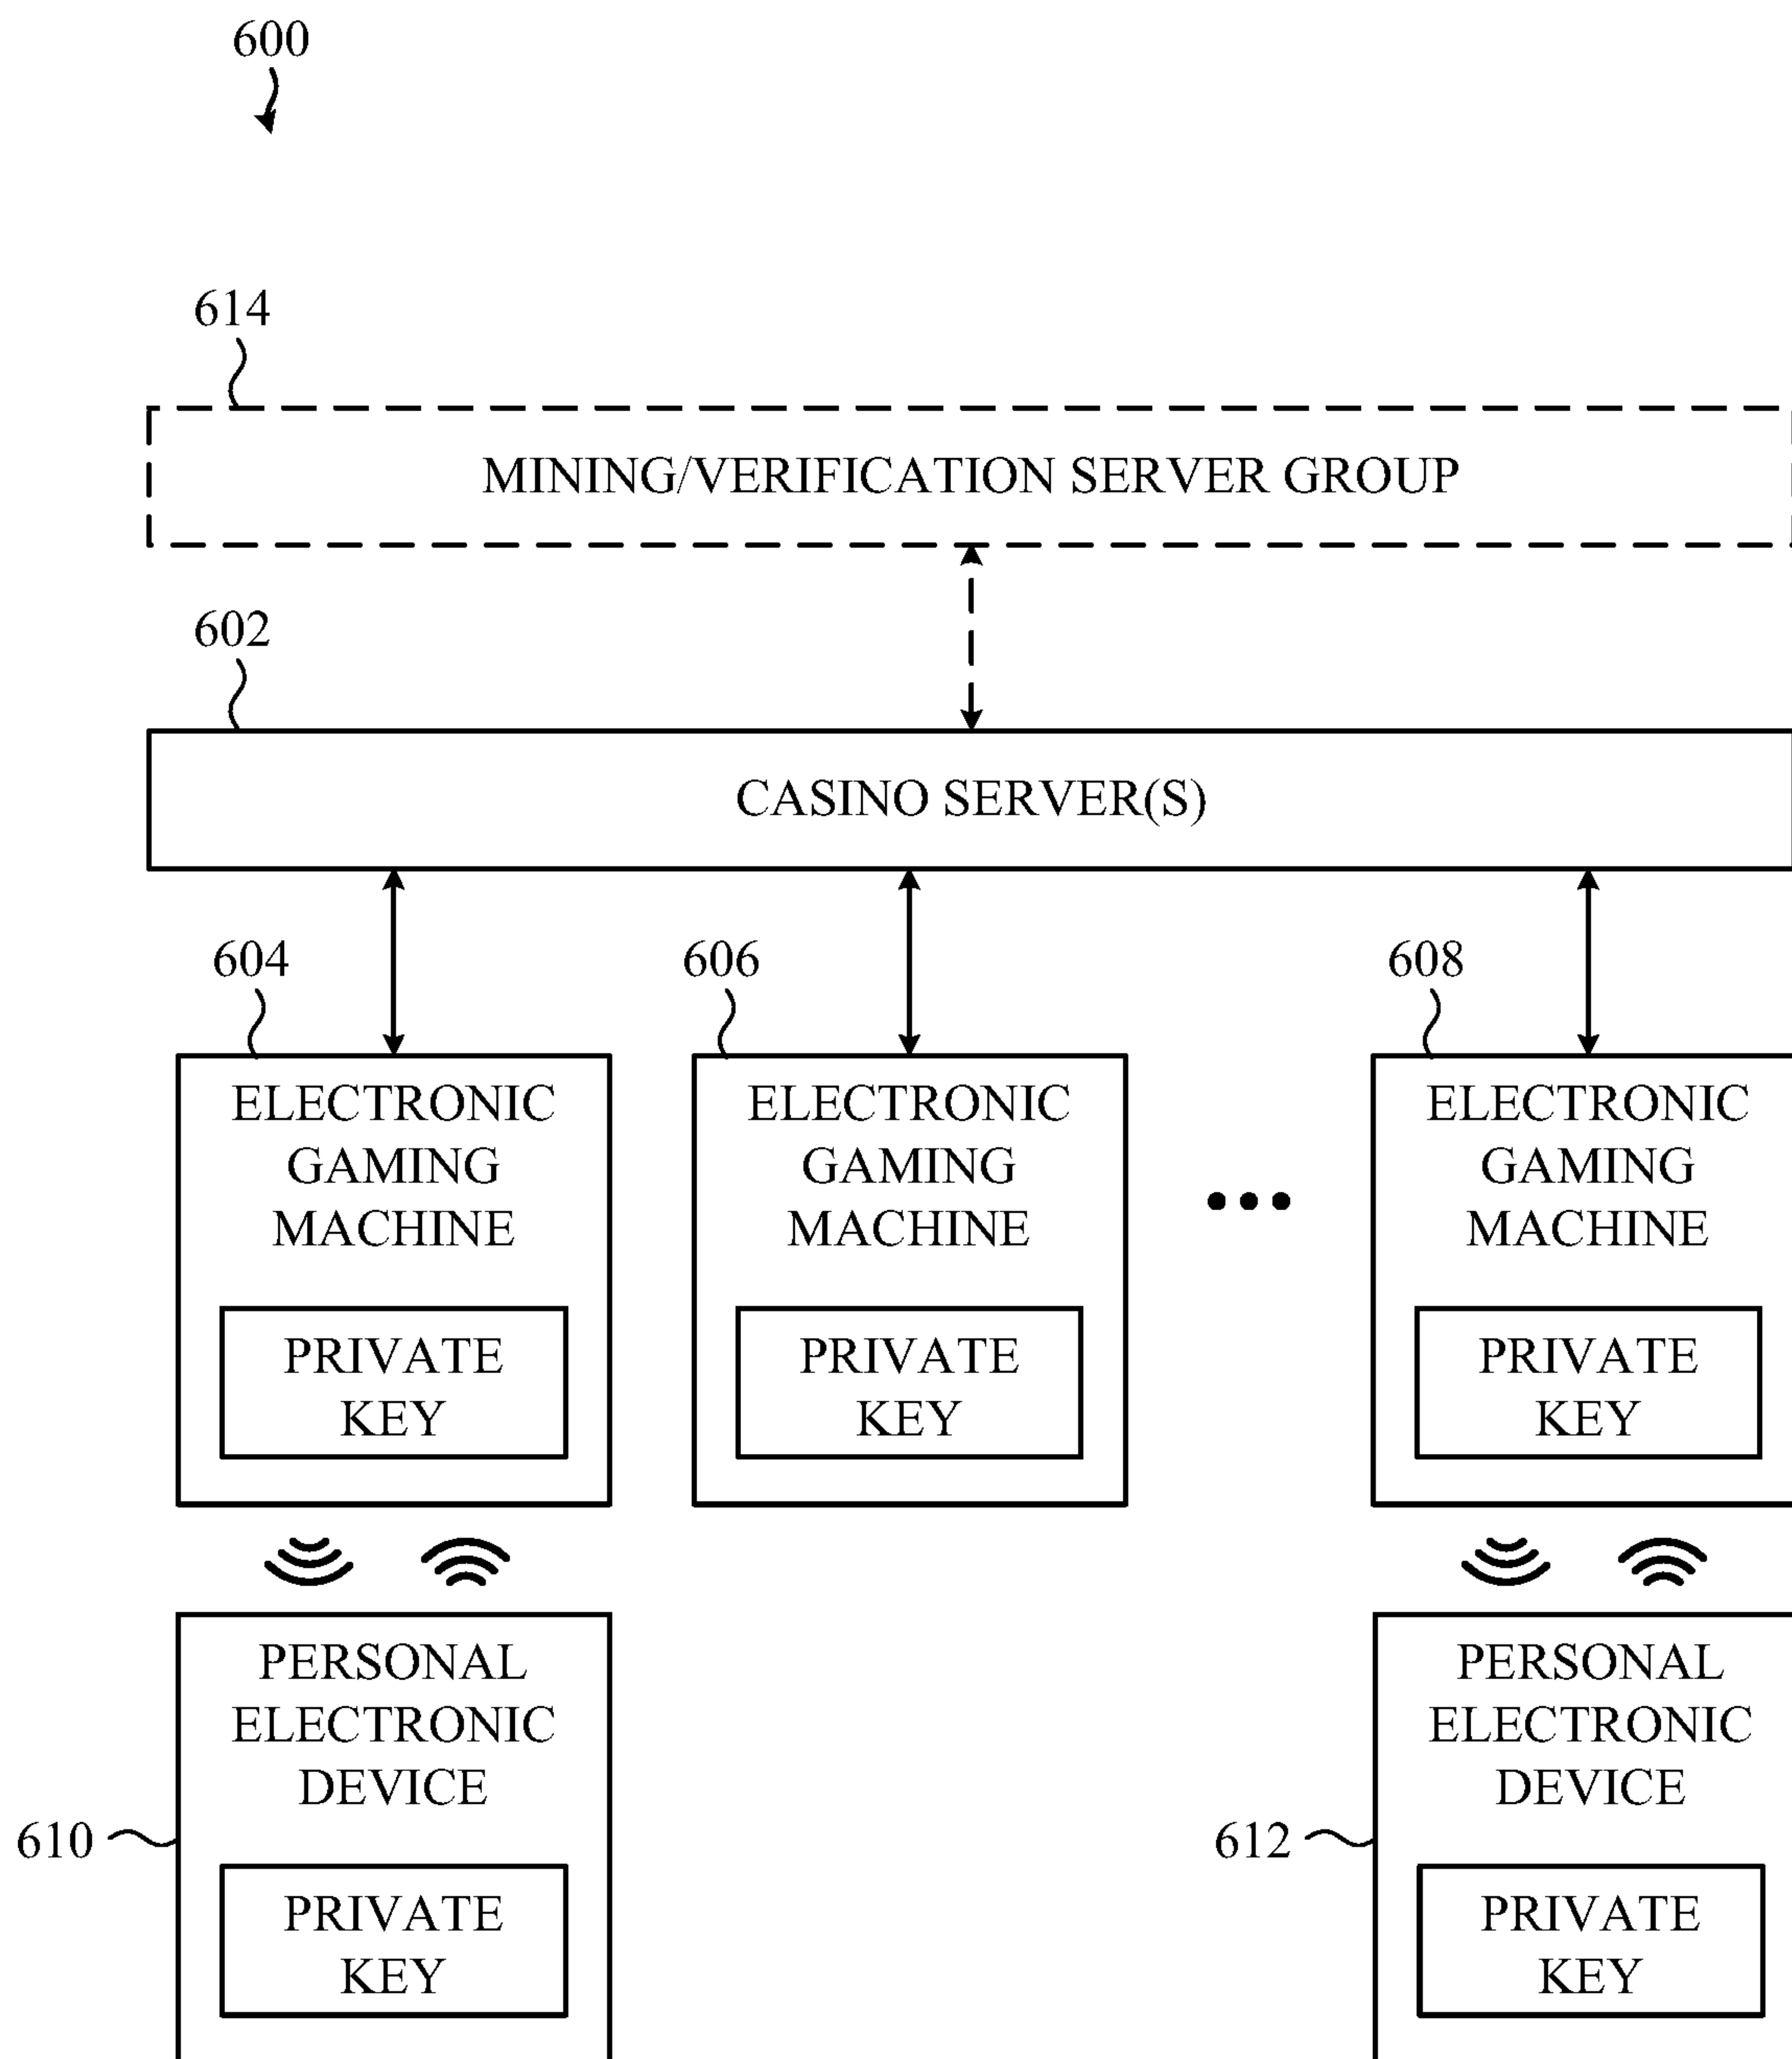 600
614
MINING/VERIFICATION SERVER GROUP
602
CASINO SERVER(S)
604
606
608
ELECTRONIC
GAMING
MACHINE
PRIVATE
KEY
ELECTRONIC
GAMING
MACHINE
PRIVATE
KEY
ELECTRONIC
GAMING
MACHINE
PRIVATE
KEY
PERSONAL
ELECTRONIC
DEVICE
610
PRIVATE
KEY
PERSONAL
ELECTRONIC
DEVICE
612
PRIVATE
KEY